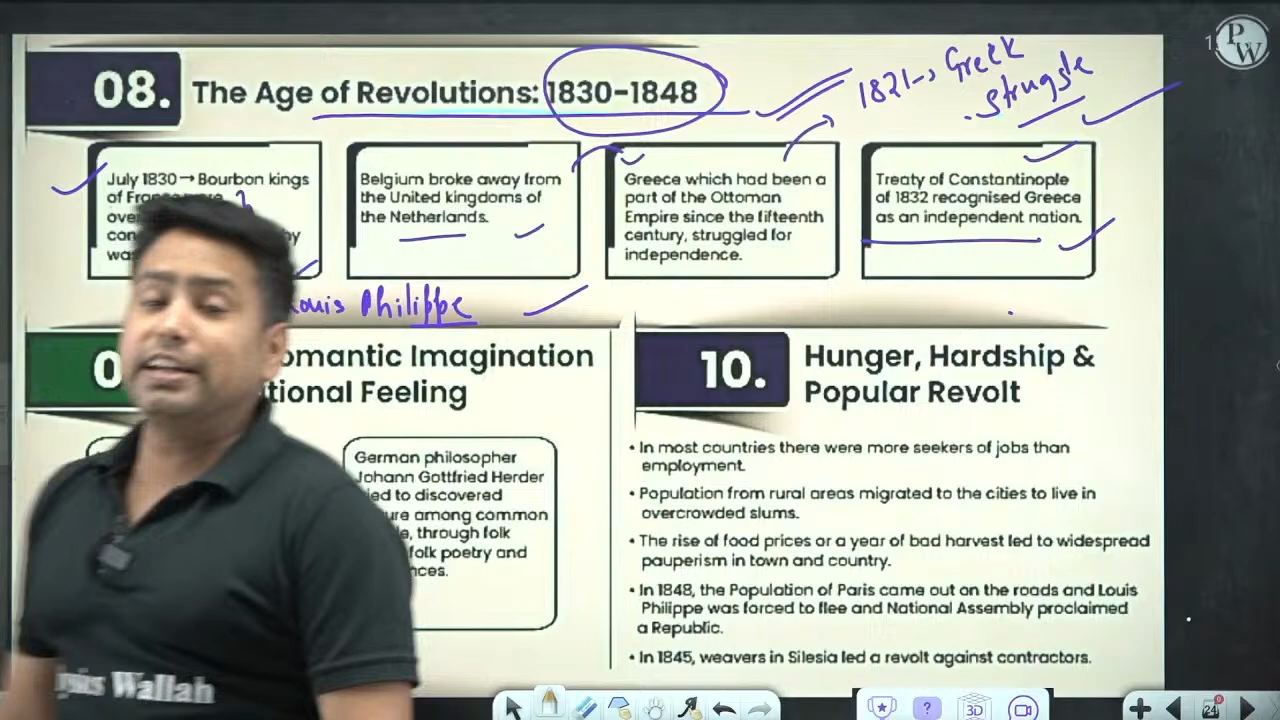 PW
08.
The Age of Revolutions: 1830-1848
1821→ Greek
Struggle
July 1830 → Bourbon kings
of
Belgium broke away from
the United kingdoms of
the Netherlands.
Greece which had been a
part of the Ottoman
Empire since the fifteenth
century, struggled for
independence.
Treaty of Constantinople
of 1832 recognised Greece
as an independent nation.
Philippe
Imagination
Feeling
German philosopher
Johann Gottfried Herder
to discovered
among common
through folk
folk poetry and
10.
Hunger, Hardship &
Popular Revolt
• In most countries there were more seekers of jobs than
employment.
• Population from rural areas migrated to the cities to live in
overcrowded slums.
• The rise of food prices or a year of bad harvest led to widespread
pauperism in town and country.
• In 1848, the Population of Paris came out on the roads and Louis
Philippe was forced to flee and National Assembly proclaimed
a Republic.
• In 1845, weavers in Silesia led a revolt against contractors.
Wallah
3D
24